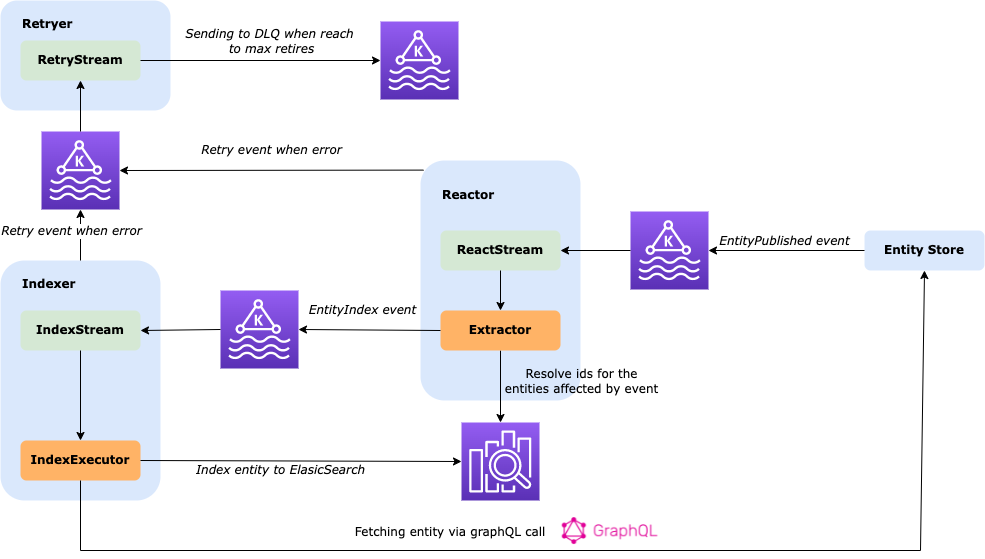 Retryer
RetryStream
Sending to DLQ when reach
to max retires
K
K
Retry event when error
Retry event when error
Reactor
ReactStream
K
EntityPublished event
Entity Store
Indexer
IndexStream
K
EntityIndex event
Extractor
Resolve ids for the
entities affected by event
IndexExecutor
Index entity to ElasicSearch
Fetching entity via graphQL call
GraphQL